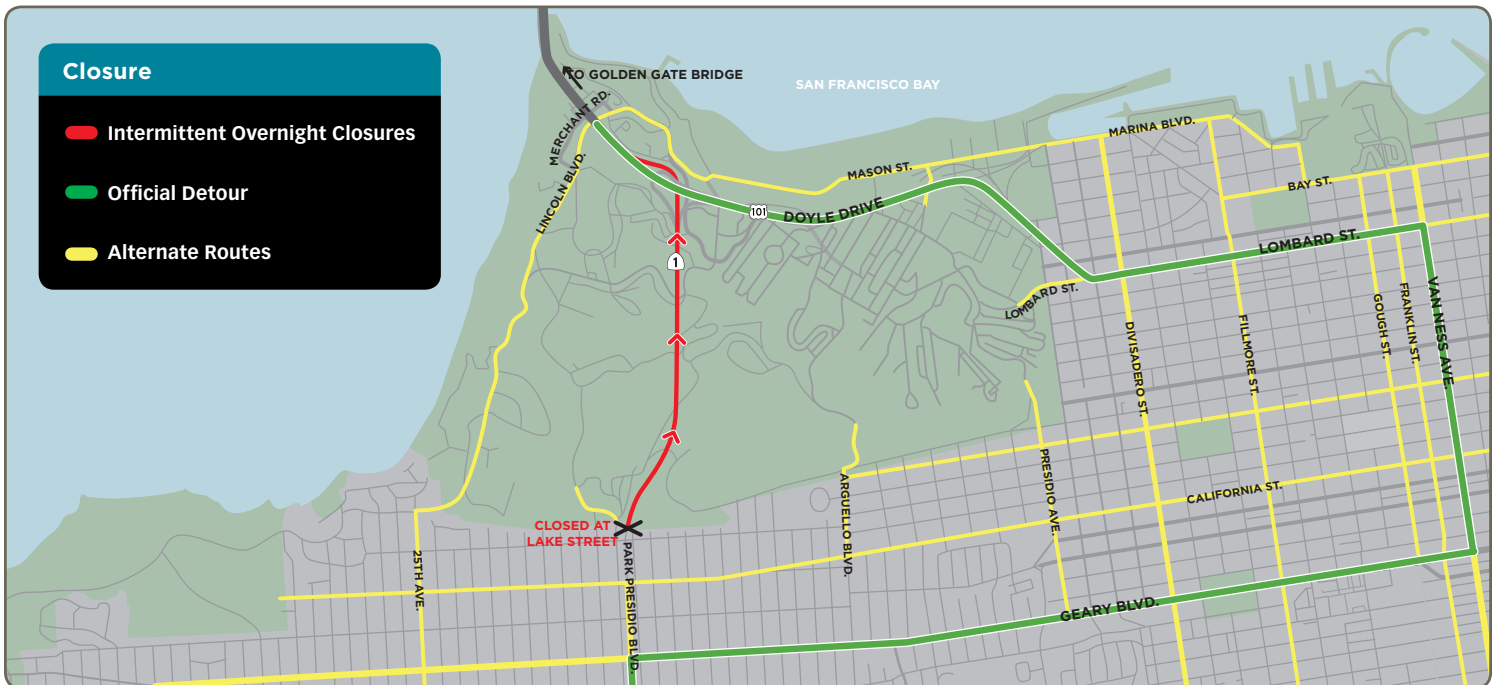 Closure
Intermittent Overnight Closures
Official Detour
Alternate Routes
TO GOLDEN GATE BRIDGE
SAN FRANCISCO BAY
MERCHANT RD.
LINCOLN BLVD.
MASON ST.
MARINA BLVD.
BAY ST.
101
DOYLE DRIVE
LOMBARD ST.
1
LOMBARD ST.
VAN NESS AVE.
FRANKLIN ST.
GOUGH ST.
FILLMORE ST.
DIVISADERO ST.
PRESIDIO AVE.
CALIFORNIA ST.
ARGUELLO BLVD.
CLOSED AT
LAKE STREET
25TH AVE.
PARK PRESIDIO BLVD.
GEARY BLVD.